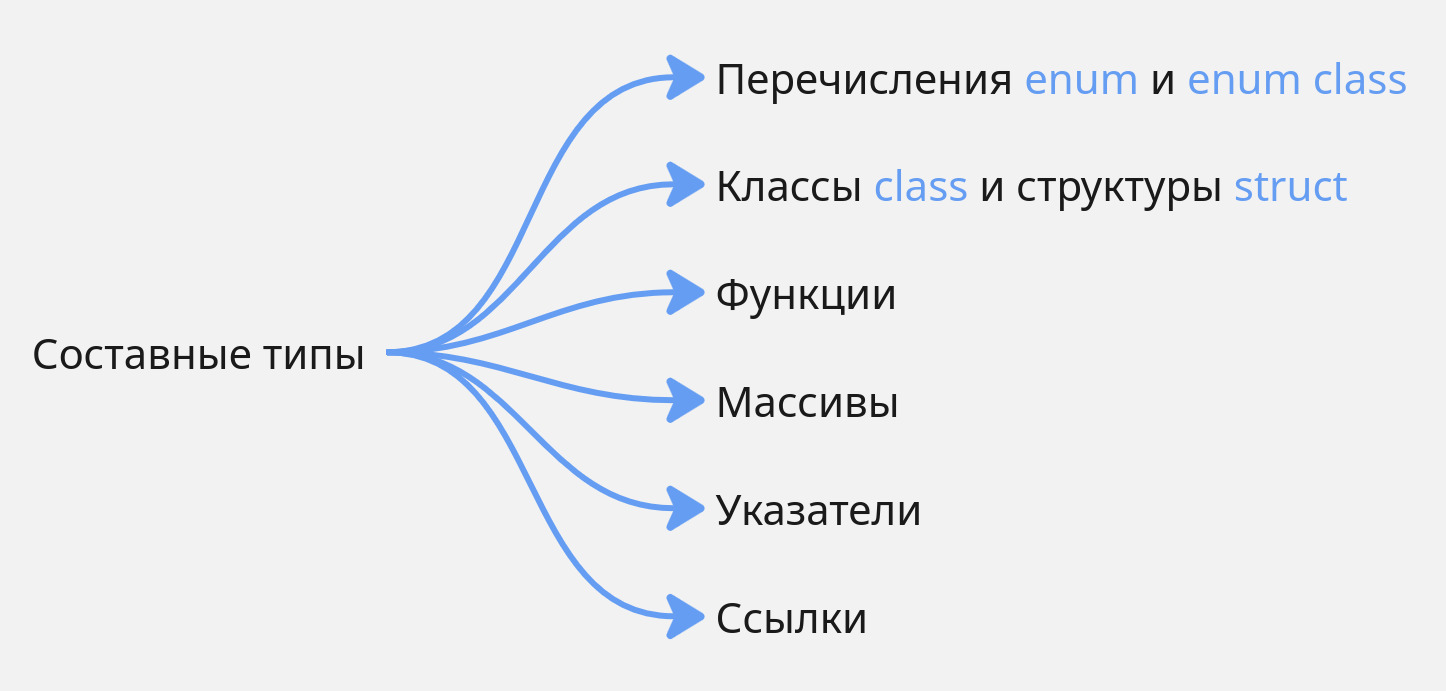 Перечисления enum и enum class
Классы class и структуры struct
Функции
Составные типы
Массивы
Указатели
Ссылки